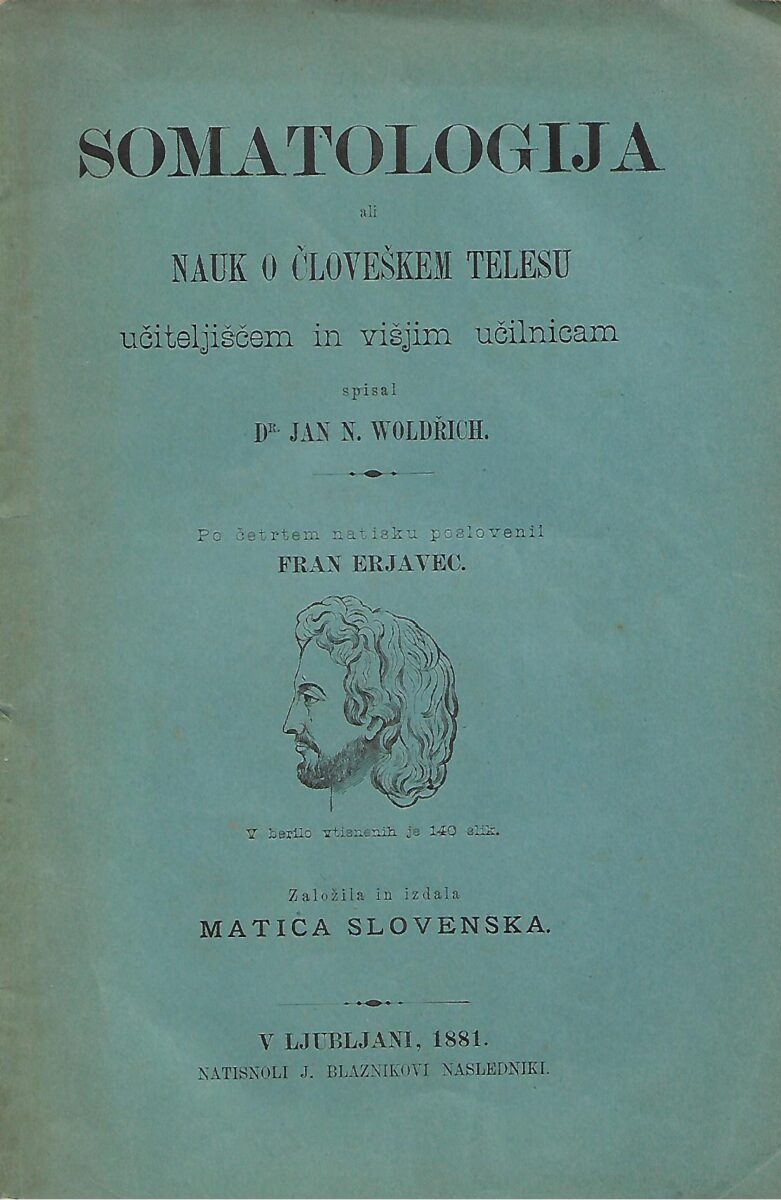 SOMATOLOGIJA
ali
NAUK O ČLOVEŠKEM TELESU
učiteljiščem in višjim učilnicam
spisal
DR. JAN N. WOLDŘICH.
Po četrtem natisku poslovenil
FRAN ERJAVEC.
V berilo vtisnenih je 140 slik.
Založila in izdala
MATICA SLOVENSKA.
V LJUBLJANI, 1881.
NATISNOLI J. BLAZNIKOVI NASLEDNIKI.